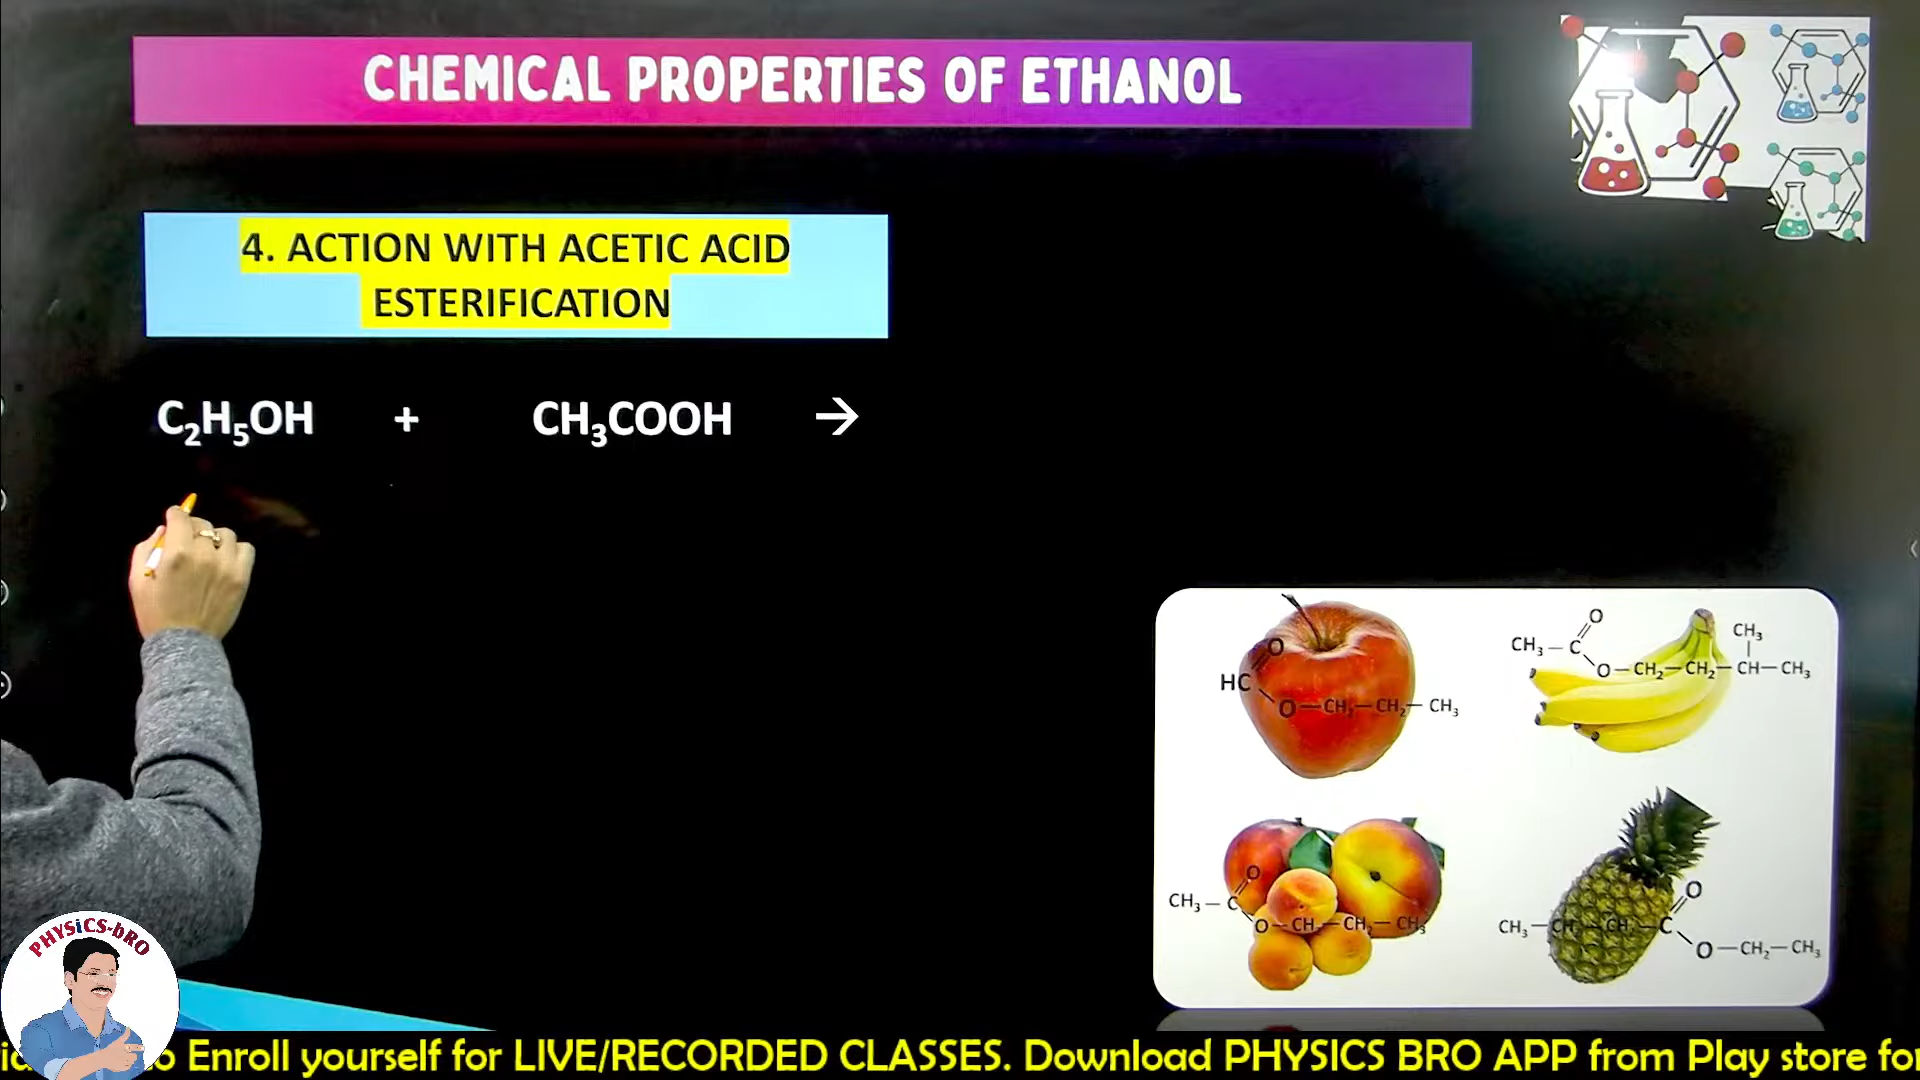 CHEMICAL PROPERTIES OF ETHANOL
4. ACTION WITH ACETIC ACID
ESTERIFICATION
C₂H₅OH + CH₃COOH →
O
HC
O—CH₂—CH₂—CH₃
O
CH₃
CH₃—C
O—CH₂—CH₂—CH—CH₃
O
CH₃—C
O—CH₂—CH₂—CH₃
O
CH₃—CH₂—CH₂—C
O—CH₂—CH₃
PHYSiCS-bRO
Enroll yourself for LIVE/RECORDED CLASSES. Download PHYSICS BRO APP from Play store for